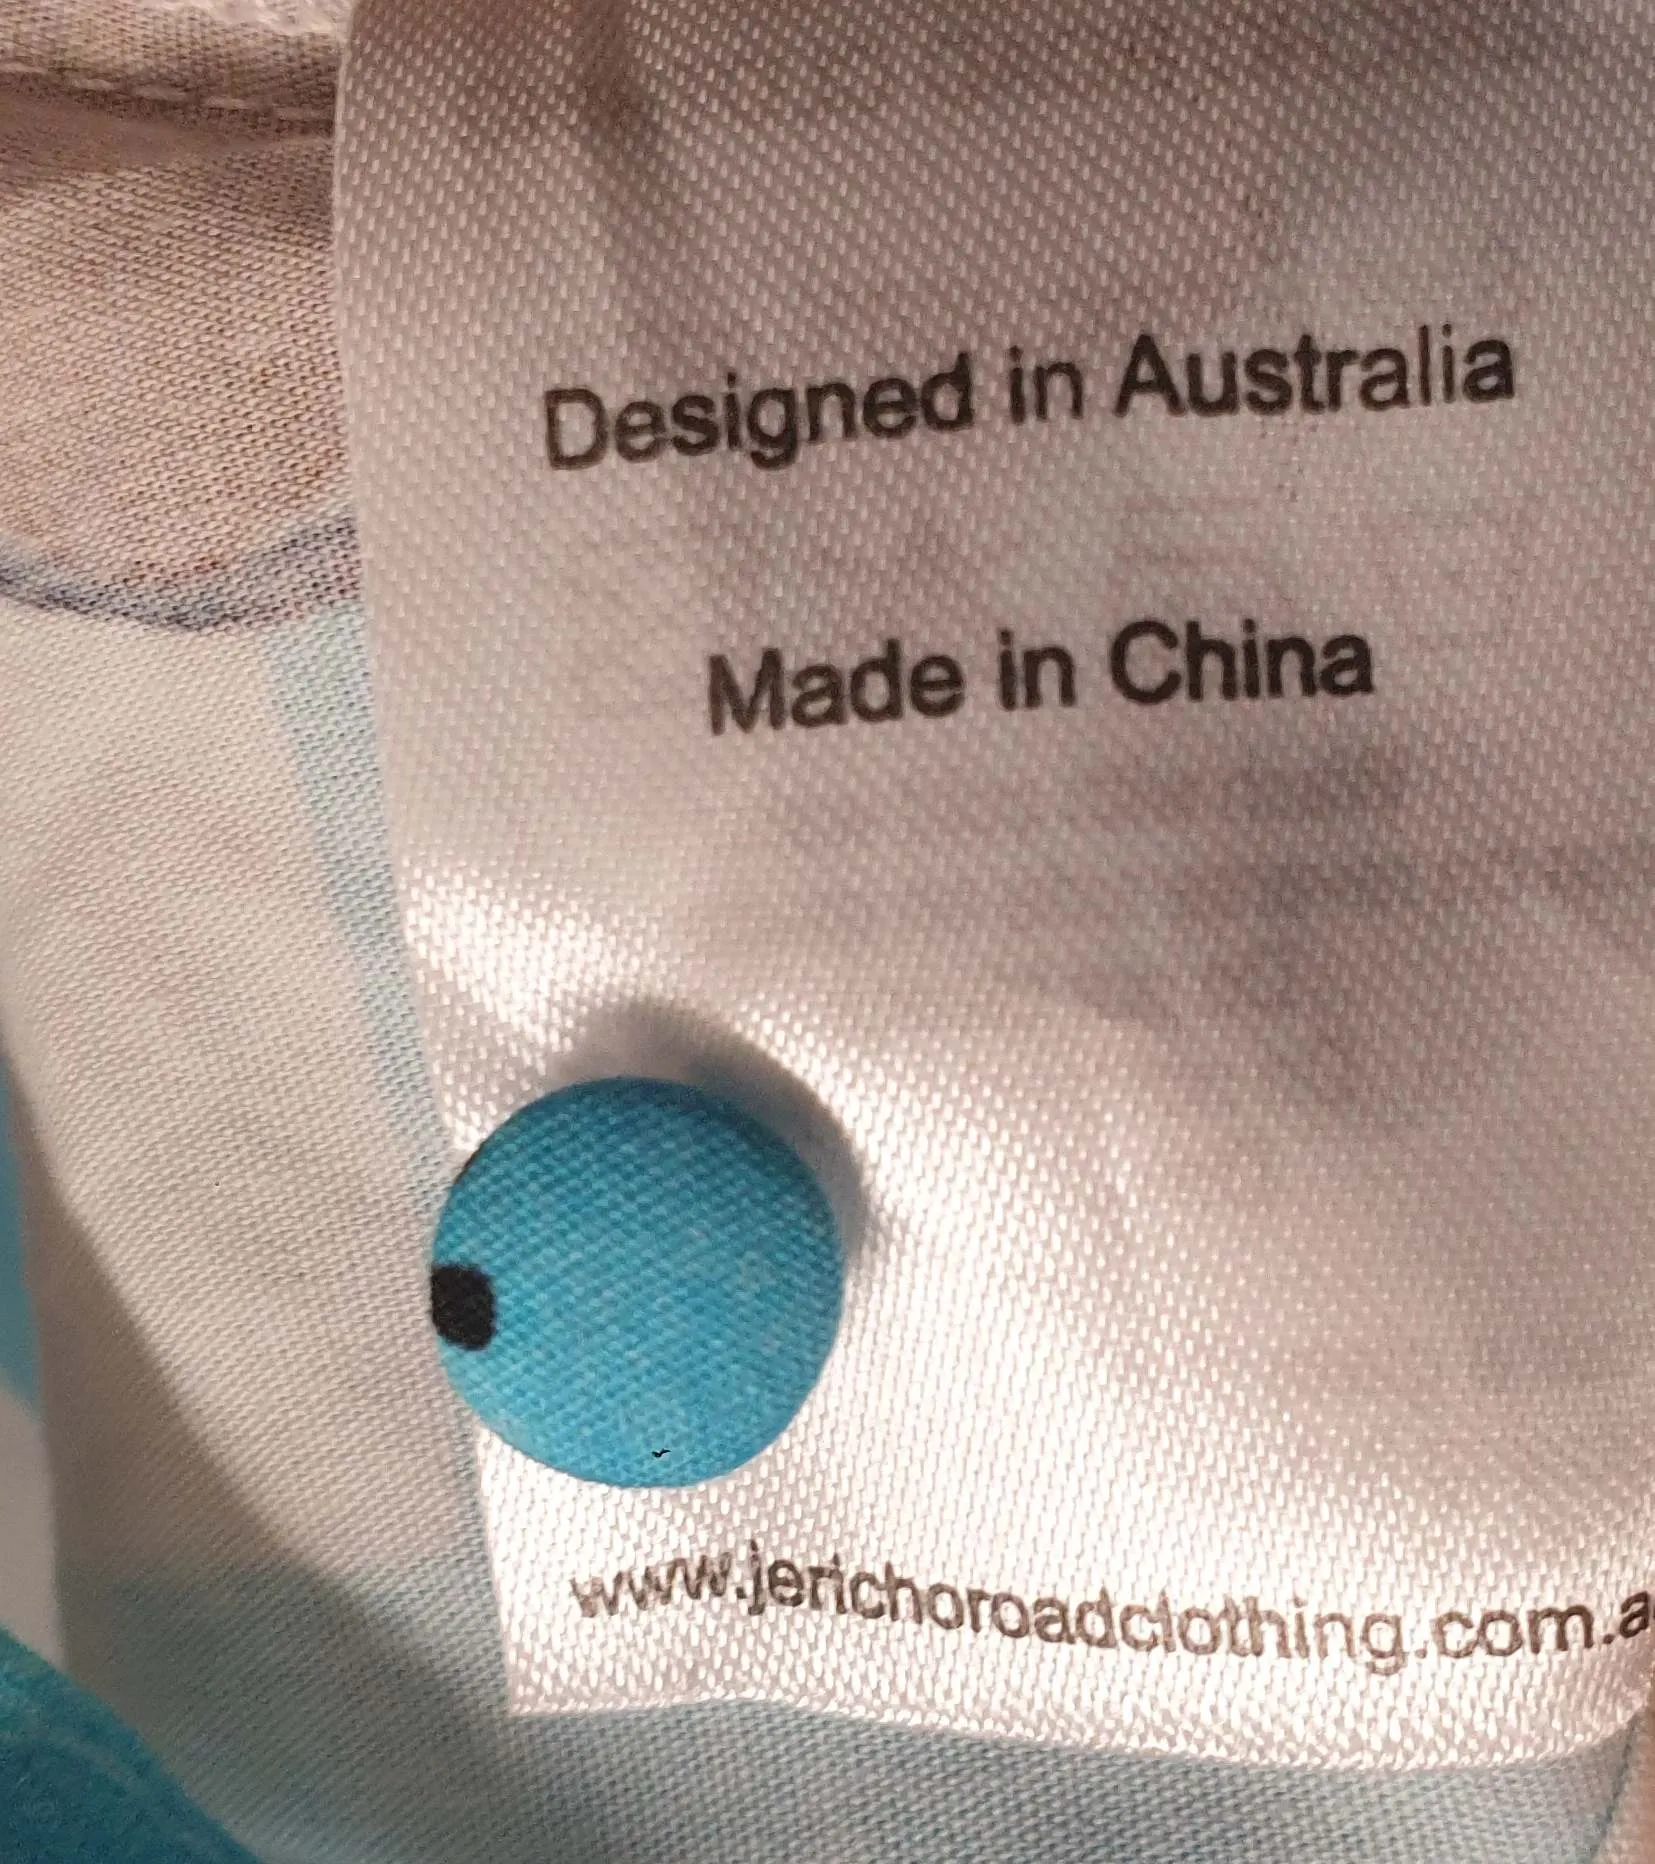 Designed in Australia
Made in China
www.jerichoroadclothing.com.a